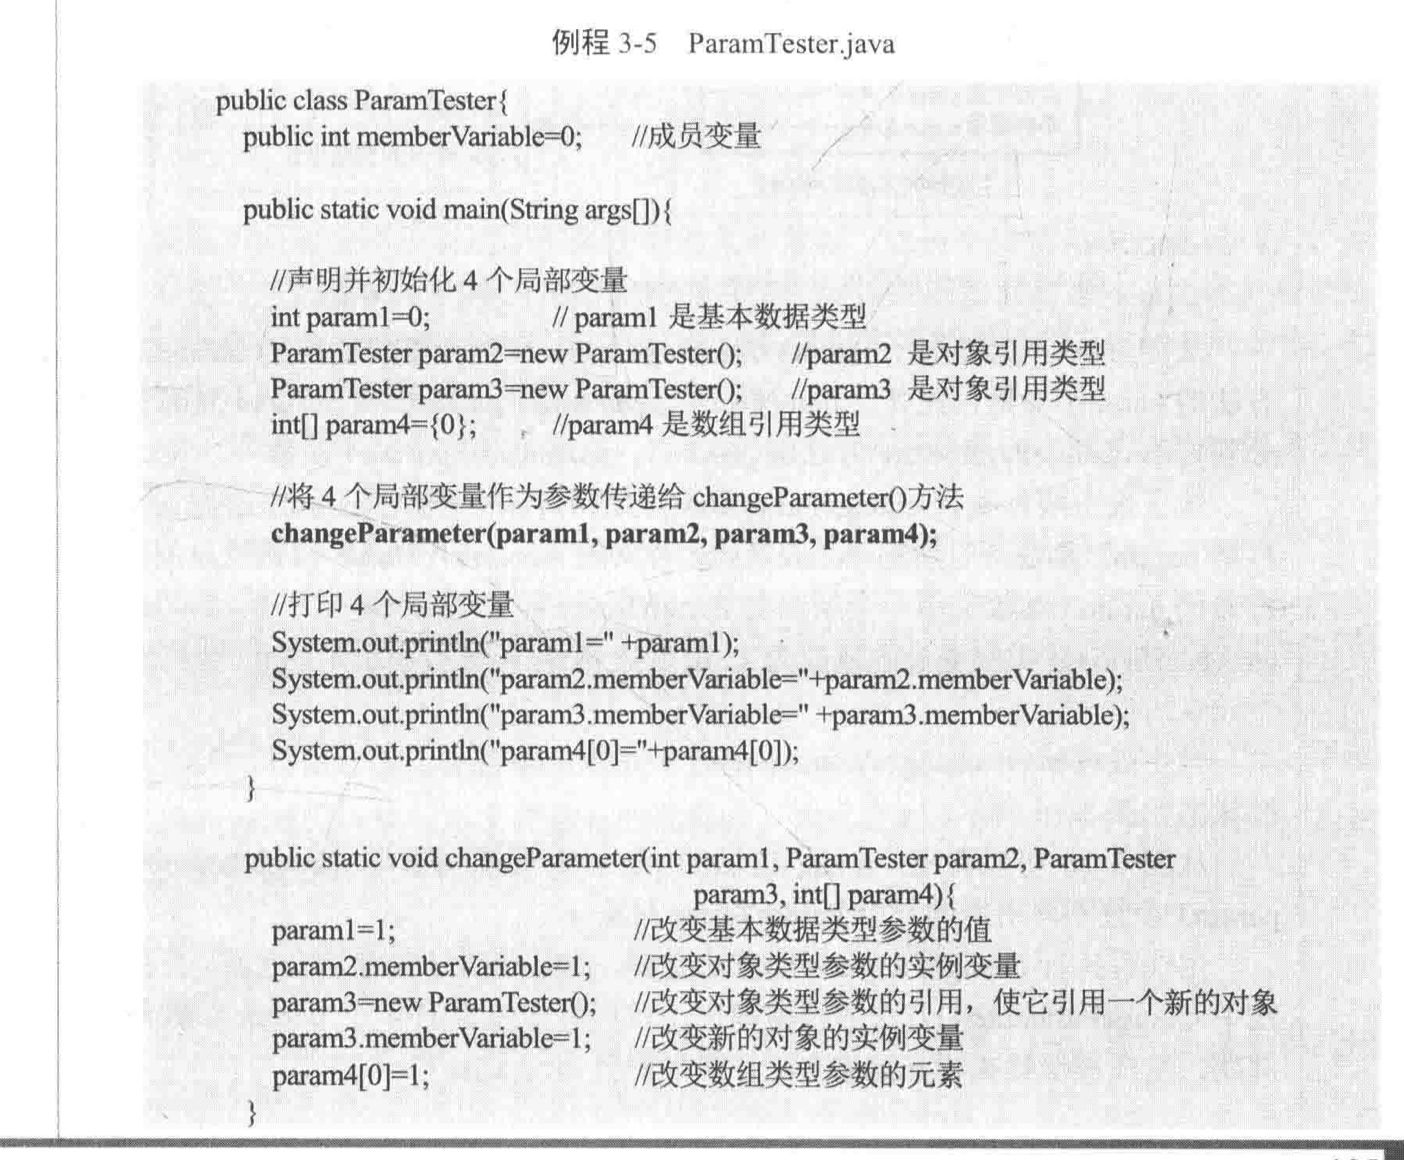 例程 3-5 ParamTester.java
public class ParamTester{
public int memberVariable=0; //成员变量
public static void main(String args[]){
//声明并初始化 4 个局部变量
int param1=0; // param1 是基本数据类型
ParamTester param2=new ParamTester(); //param2 是对象引用类型
ParamTester param3=new ParamTester(); //param3 是对象引用类型
int[] param4={0}; //param4 是数组引用类型
//将 4 个局部变量作为参数传递给 changeParameter()方法
changeParameter(param1, param2, param3, param4);
//打印 4 个局部变量
System.out.println("param1=" +param1);
System.out.println("param2.memberVariable="+param2.memberVariable);
System.out.println("param3.memberVariable=" +param3.memberVariable);
System.out.println("param4[0]="+param4[0]);
}
public static void changeParameter(int param1, ParamTester param2, ParamTester
param3, int[] param4){
param1=1; //改变基本数据类型参数的值
param2.memberVariable=1; //改变对象类型参数的实例变量
param3=new ParamTester(); //改变对象类型参数的引用，使它引用一个新的对象
param3.memberVariable=1; //改变新的对象的实例变量
param4[0]=1; //改变数组类型参数的元素
}